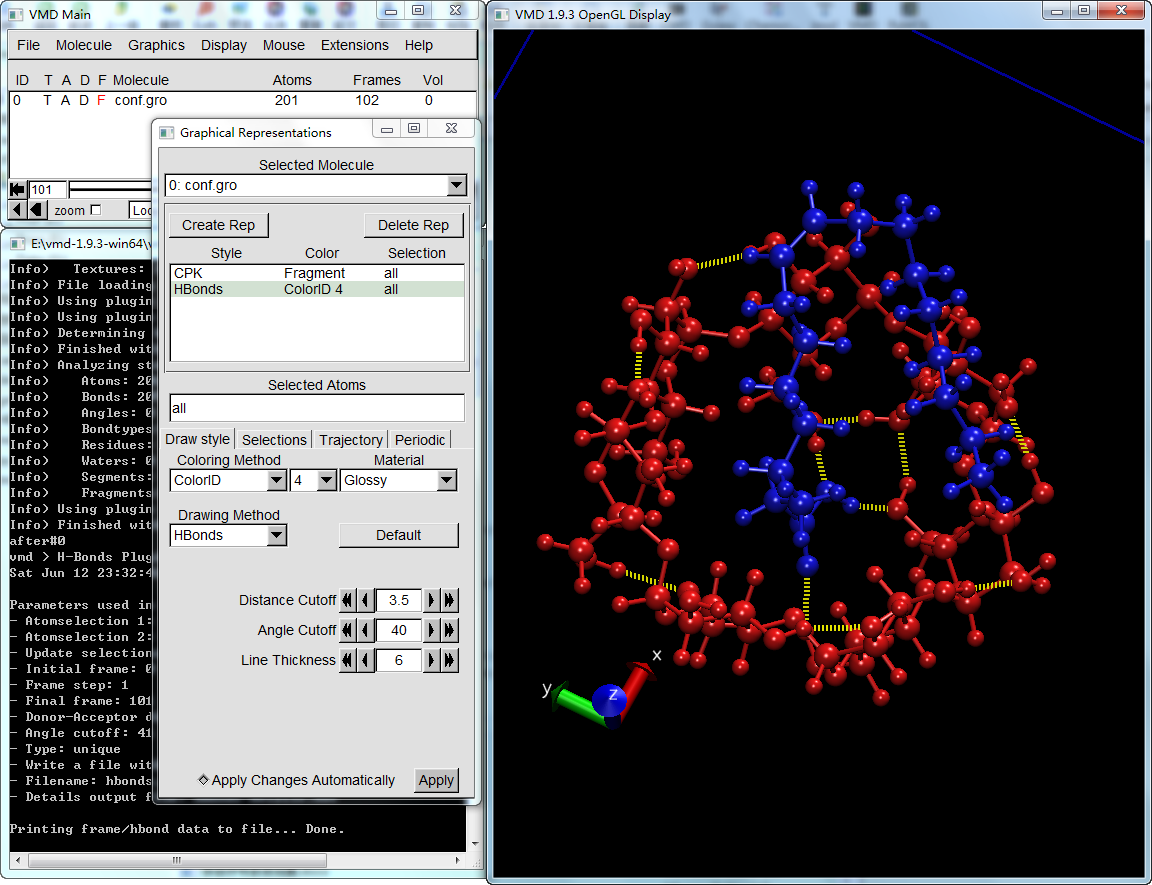 VMD Main
File Molecule Graphics Display Mouse Extensions Help
ID T A D F Molecule Atoms Frames Vol
0 T A D F conf.gro 201 102 0
101
zoom Loo
E:\vmd-1.9.3-win64\v
Info) Textures:
Info) File loading
Info) Using plugin
Info) Using plugin
Info) Determining
Info) Finished wit
Info) Analyzing st
Info) Atoms: 20
Info) Bonds: 20
Info) Angles: 0
Info) Bondtypes
Info) Residues:
Info) Waters: 0
Info) Segments:
Info) Fragments
Info) Using plugin
Info) Finished wit
after#0
vmd > H-Bonds Plug
Sat Jun 12 23:32:4
Parameters used in
- Atomselection 1:
- Atomselection 2:
- Update selection
- Initial frame: 0
- Frame step: 1
- Final frame: 101
- Donor-Acceptor d
- Angle cutoff: 41
- Type: unique
- Write a file wit
- Filename: hbonds
- Details output f
Printing frame/hbond data to file... Done.
Graphical Representations
Selected Molecule
0: conf.gro
Create Rep Delete Rep
Style Color Selection
CPK Fragment all
HBonds ColorID 4 all
Selected Atoms
all
Draw style Selections Trajectory Periodic
Coloring Method Material
ColorID 4 Glossy
Drawing Method
HBonds Default
Distance Cutoff 3.5
Angle Cutoff 40
Line Thickness 6
Apply Changes Automatically Apply
VMD 1.9.3 OpenGL Display
x
y
z